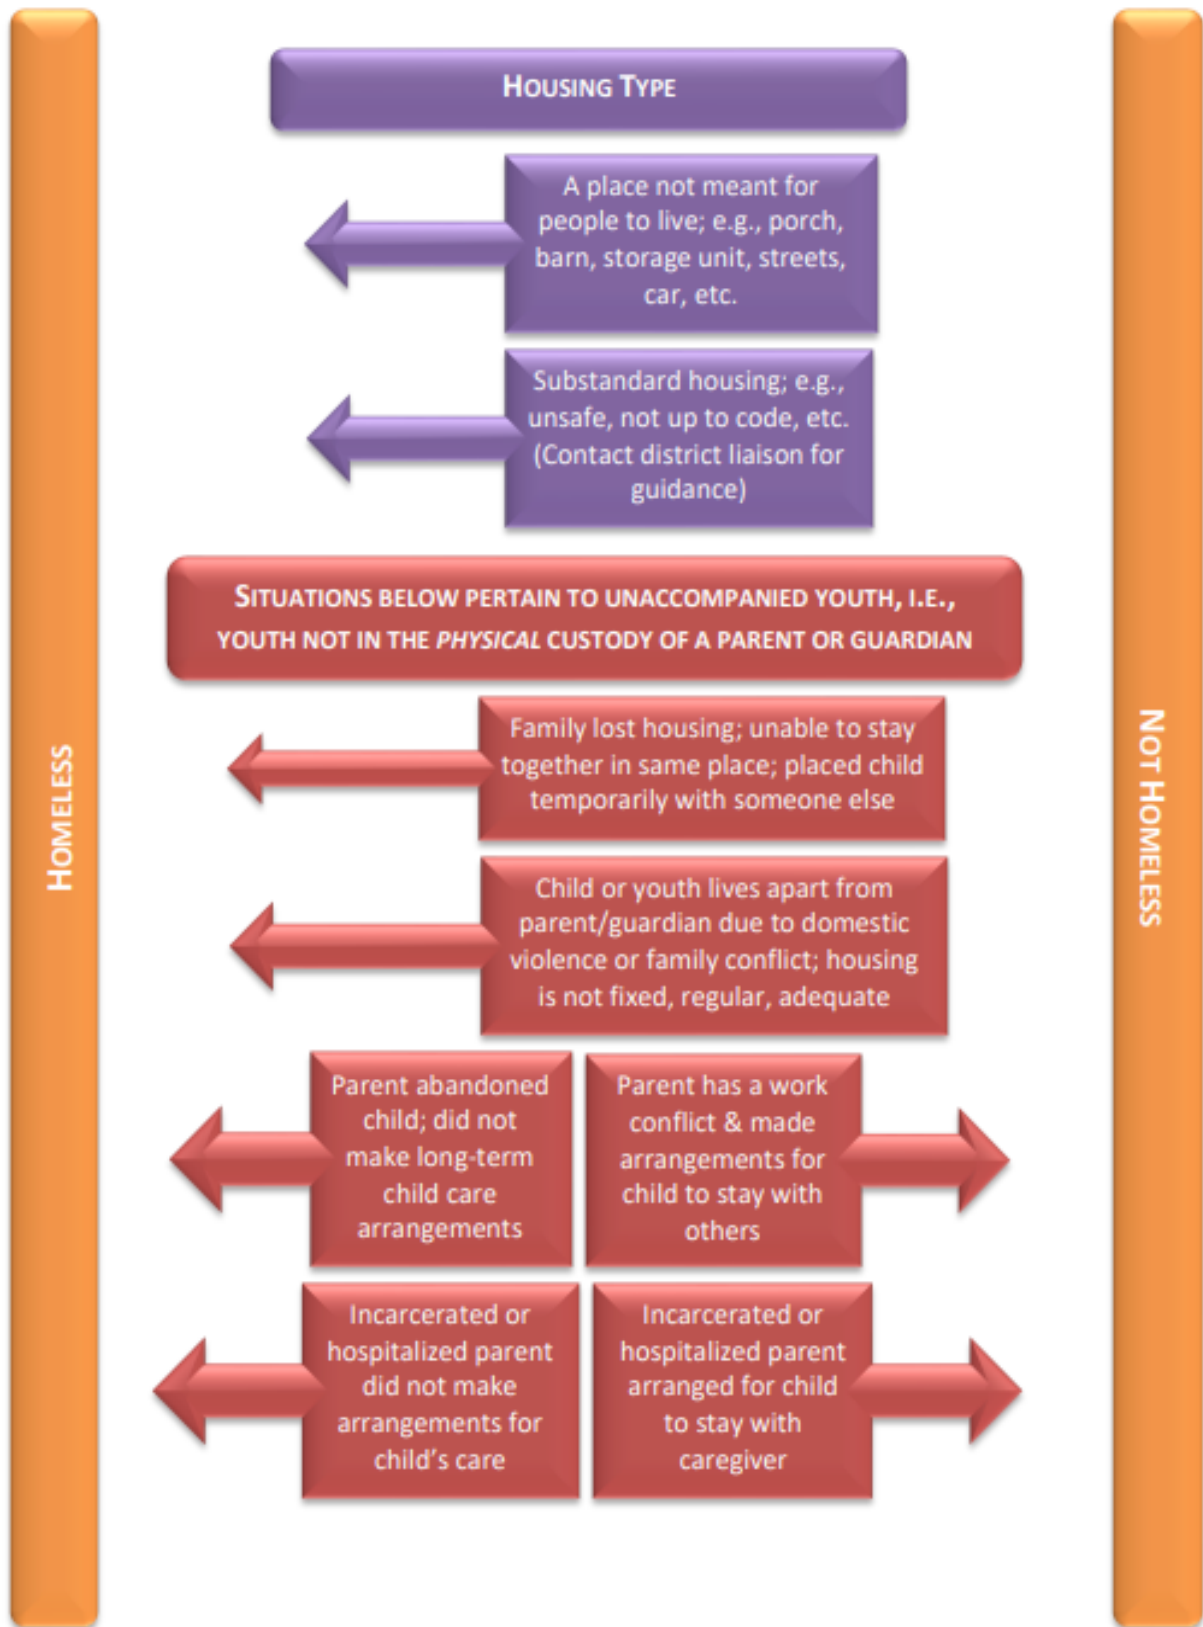 HOUSING TYPE
A place not meant for
people to live; e.g., porch,
barn, storage unit, streets,
car, etc.
Substandard housing; e.g.,
unsafe, not up to code, etc.
(Contact district liaison for
guidance)
SITUATIONS BELOW PERTAIN TO UNACCOMPANIED YOUTH, I.E.,
YOUTH NOT IN THE PHYSICAL CUSTODY OF A PARENT OR GUARDIAN
Family lost housing; unable to stay
together in same place; placed child
temporarily with someone else
Child or youth lives apart from
parent/guardian due to domestic
violence or family conflict; housing
is not fixed, regular, adequate
Parent abandoned
child; did not
make long-term
child care
arrangements
Parent has a work
conflict & made
arrangements for
child to stay with
others
Incarcerated or
hospitalized parent
did not make
arrangements for
child's care
Incarcerated or
hospitalized parent
arranged for child
to stay with
caregiver
HOMELESS
NOT HOMELESS